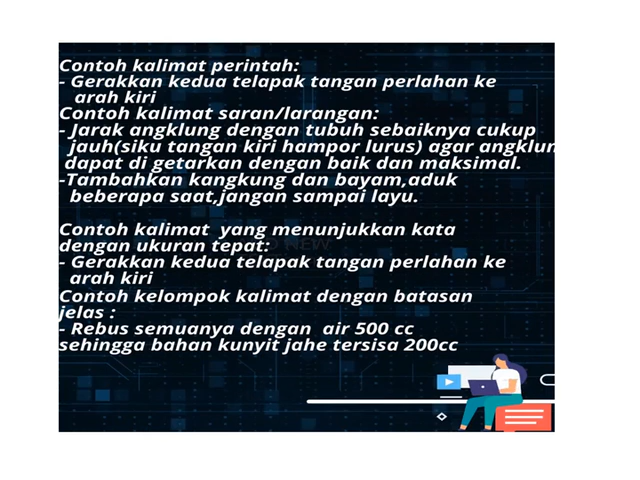 Contoh kalimat perintah:
- Gerakkan kedua telapak tangan perlahan ke
arah kiri
Contoh kalimat saran/larangan:
- Jarak angklung dengan tubuh sebaiknya cukup
jauh(siku tangan kiri hampor lurus) agar angklun
dapat di getarkan dengan baik dan maksimal.
-Tambahkan kangkung dan bayam,aduk
beberapa saat,jangan sampai layu.
Contoh kalimat yang menunjukkan kata
dengan ukuran tepat:
- Gerakkan kedua telapak tangan perlahan ke
arah kiri
Contoh kelompok kalimat dengan batasan
jelas :
- Rebus semuanya dengan air 500 cc
sehingga bahan kunyit jahe tersisa 200cc